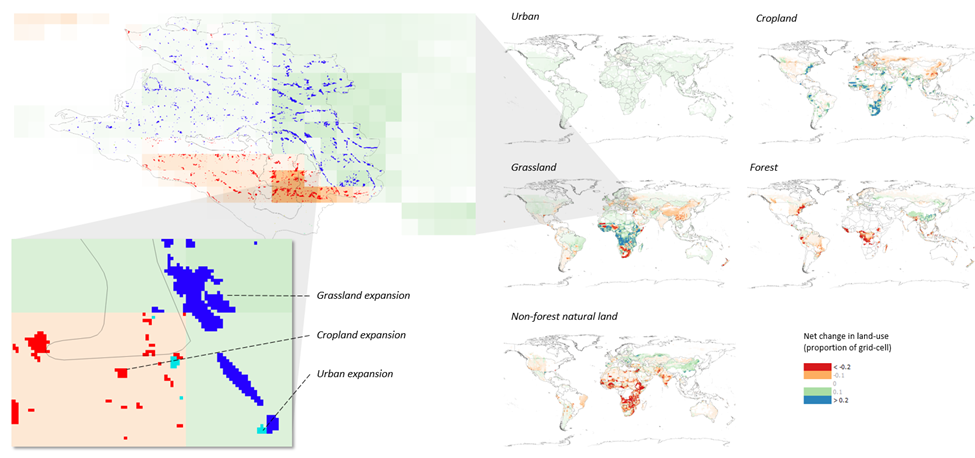 Urban
Cropland
Grassland
Forest
Grassland expansion
Cropland expansion
Urban expansion
Non-forest natural land
Net change in land-use
(proportion of grid-cell)
< -0.2
-0.1
0
0.1
> 0.2